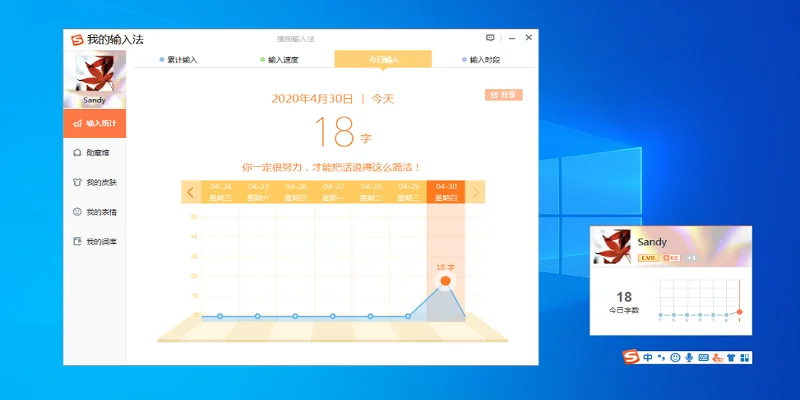 我的输入法
搜狗输入法
Sandy
输入统计
勋章墙
我的皮肤
我的表情
我的词库
累计输入
输入速度
今日输入
输入时段
2020年4月30日 | 今天
分享
18 字
你一定很努力，才能把话说得这么简洁！
04-24 04-25 04-26 04-27 04-28 04-29 04-30
星期五 星期六 星期日 星期一 星期二 星期三 星期四
50
40
30
20
10
0
18 字
Sandy
18
今日字数
中